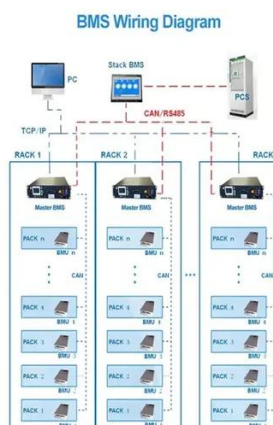 BMS Wiring Diagram
PC
Stack BMS
PCS
CAN/RS485
TCP/IP
RACK 1
RACK 2
RACK
Master BMS
Master BMS
Master BMS
PACK n
BMU n
PACK n
BMU n
PACK n
BMU n
CAN
CAN
CAN
PACK 4
BMU 4
PACK 4
BMU 4
PACK 4
BMU 4
PACK 3
BMU 3
PACK 3
BMU 3
PACK 3
BMU 3
PACK 2
BMU 2
PACK 2
BMU 2
PACK 2
BMU 2
PACK 1
PACK 1
PACK 1